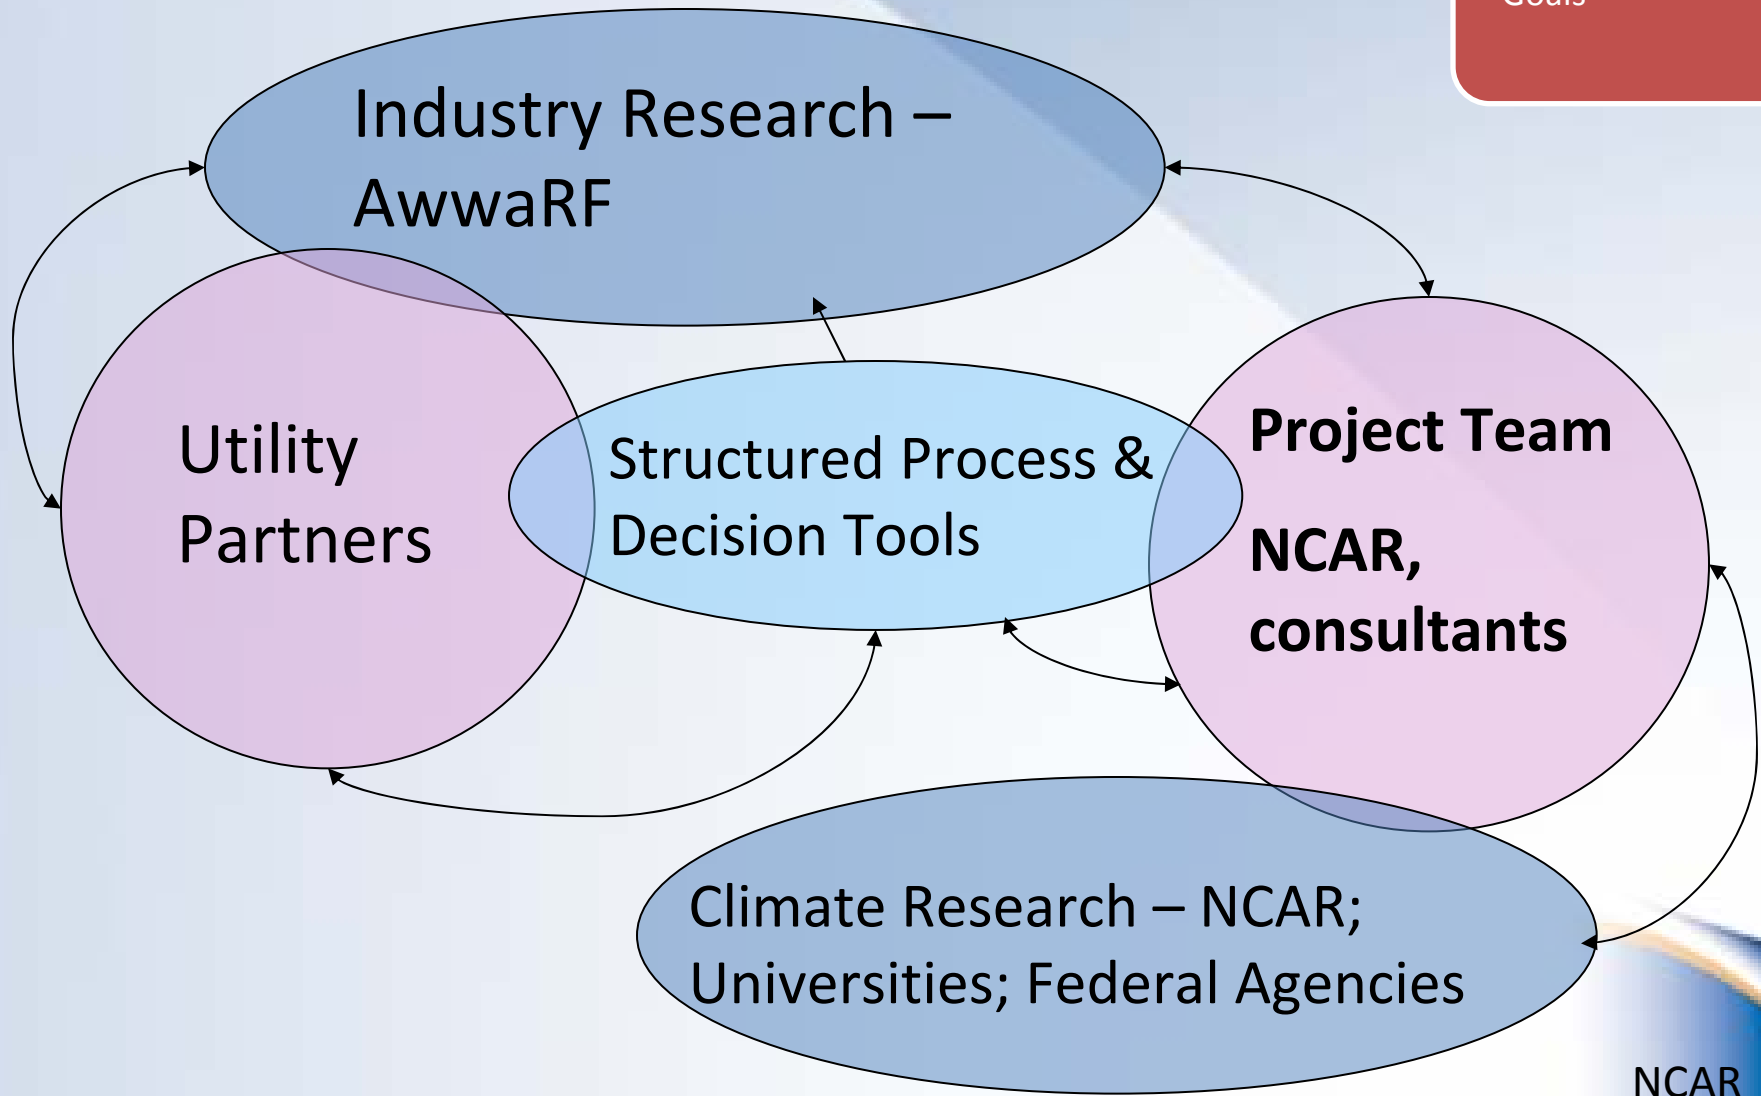 Goals
Industry Research –
AwwaRF
Utility
Partners
Structured Process &
Decision Tools
Project Team
NCAR,
consultants
Climate Research – NCAR;
Universities; Federal Agencies
NCAR